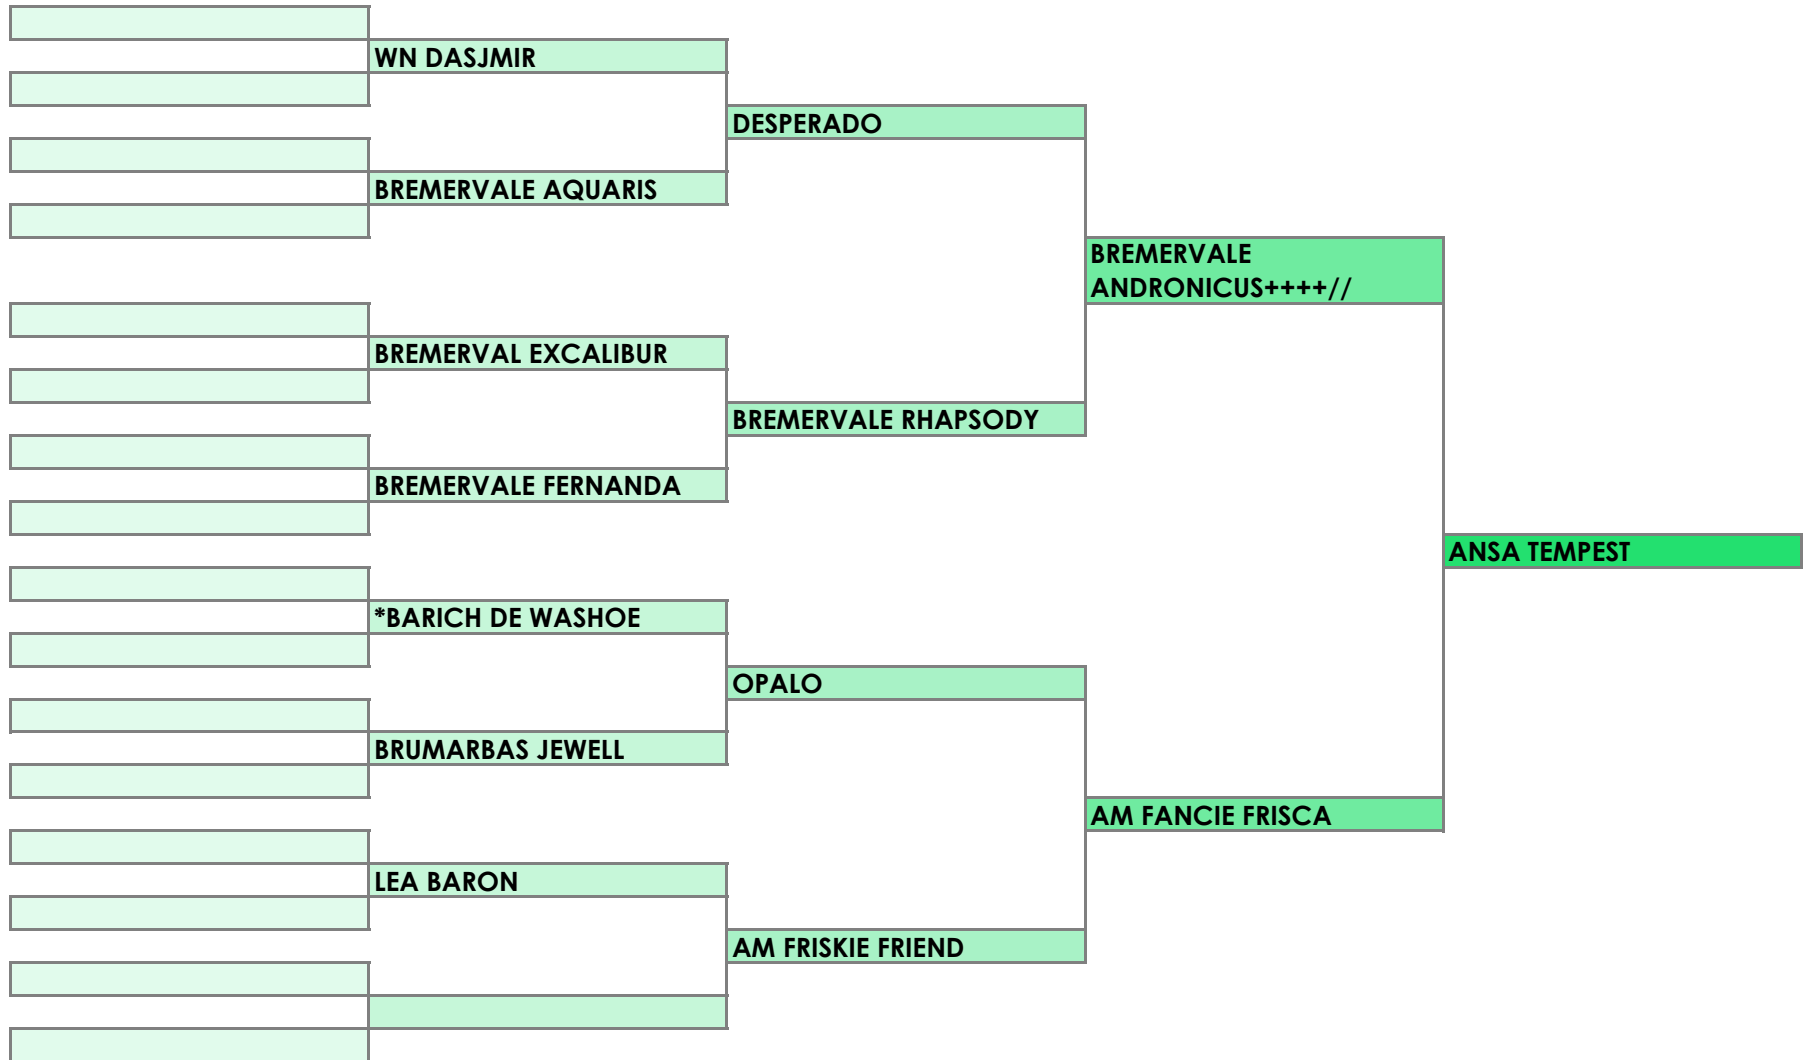 WN DASJMIR
DESPERADO
BREMERVALE AQUARIS
BREMERVALE
ANDRONICUS++++//
BREMERVAL EXCALIBUR
BREMERVALE RHAPSODY
BREMERVALE FERNANDA
ANSA TEMPEST
*BARICH DE WASHOE
OPALO
BRUMARBAS JEWELL
AM FANCIE FRISCA
LEA BARON
AM FRISKIE FRIEND